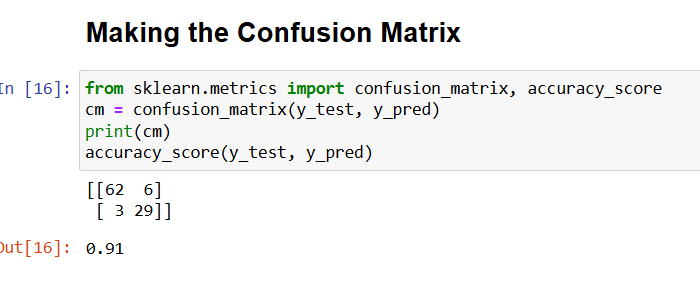 Making the Confusion Matrix
In [16]: from sklearn.metrics import confusion_matrix, accuracy_score
cm = confusion_matrix(y_test, y_pred)
print(cm)
accuracy_score(y_test, y_pred)
[[62  6]
 [ 3 29]]
Out[16]: 0.91